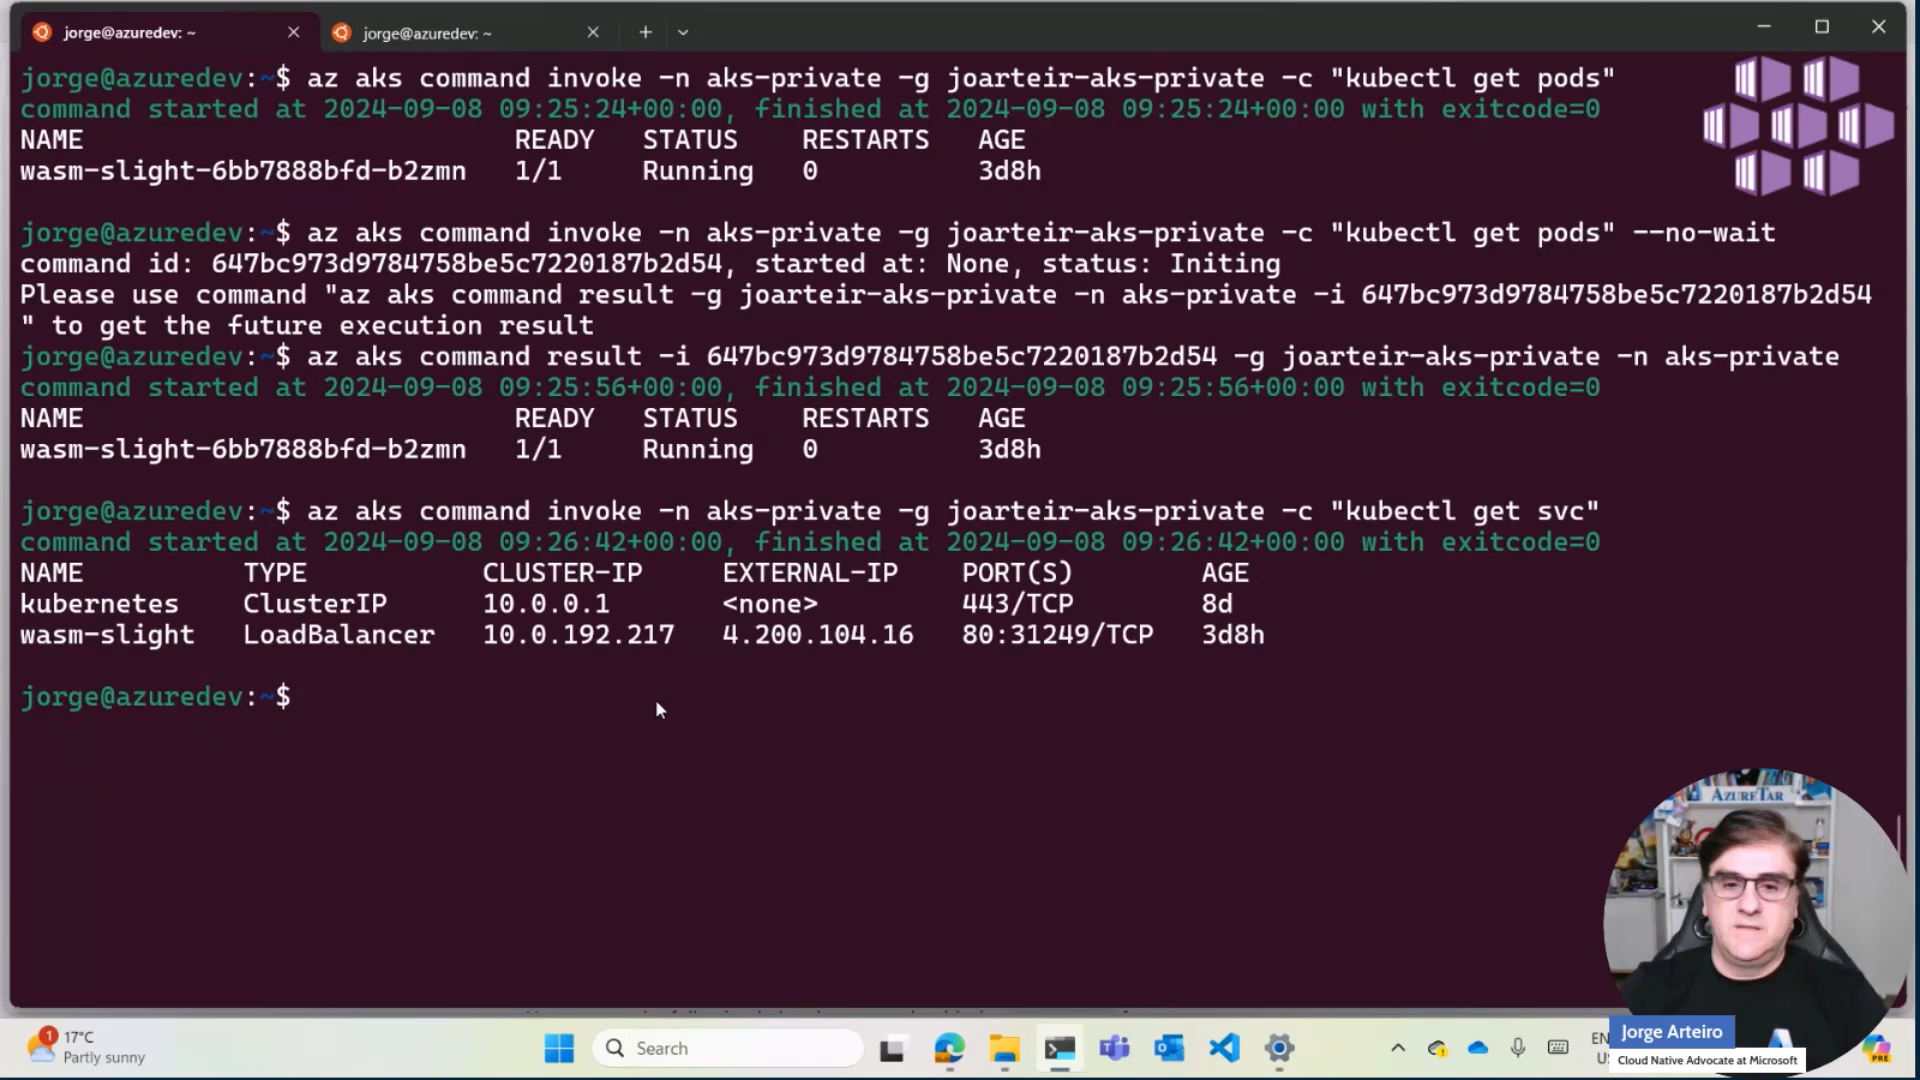 jorge@azuredev: ~
jorge@azuredev: ~
jorge@azuredev:~$ az aks command invoke -n aks-private -g joarteir-aks-private -c "kubectl get pods"
command started at 2024-09-08 09:25:24+00:00, finished at 2024-09-08 09:25:24+00:00 with exitcode=0
NAME READY STATUS RESTARTS AGE
wasm-slight-6bb7888bfd-b2zmn 1/1 Running 0 3d8h
jorge@azuredev:~$ az aks command invoke -n aks-private -g joarteir-aks-private -c "kubectl get pods" --no-wait
command id: 647bc973d9784758be5c7220187b2d54, started at: None, status: Initing
Please use command "az aks command result -g joarteir-aks-private -n aks-private -i 647bc973d9784758be5c7220187b2d54
" to get the future execution result
jorge@azuredev:~$ az aks command result -i 647bc973d9784758be5c7220187b2d54 -g joarteir-aks-private -n aks-private
command started at 2024-09-08 09:25:56+00:00, finished at 2024-09-08 09:25:56+00:00 with exitcode=0
NAME READY STATUS RESTARTS AGE
wasm-slight-6bb7888bfd-b2zmn 1/1 Running 0 3d8h
jorge@azuredev:~$ az aks command invoke -n aks-private -g joarteir-aks-private -c "kubectl get svc"
command started at 2024-09-08 09:26:42+00:00, finished at 2024-09-08 09:26:42+00:00 with exitcode=0
NAME TYPE CLUSTER-IP EXTERNAL-IP PORT(S) AGE
kubernetes ClusterIP 10.0.0.1 <none> 443/TCP 8d
wasm-slight LoadBalancer 10.0.192.217 4.200.104.16 80:31249/TCP 3d8h
jorge@azuredev:~$
AZURETAR
1
17°C
Partly sunny
Search
Jorge Arteiro
Cloud Native Advocate at Microsoft
PRE